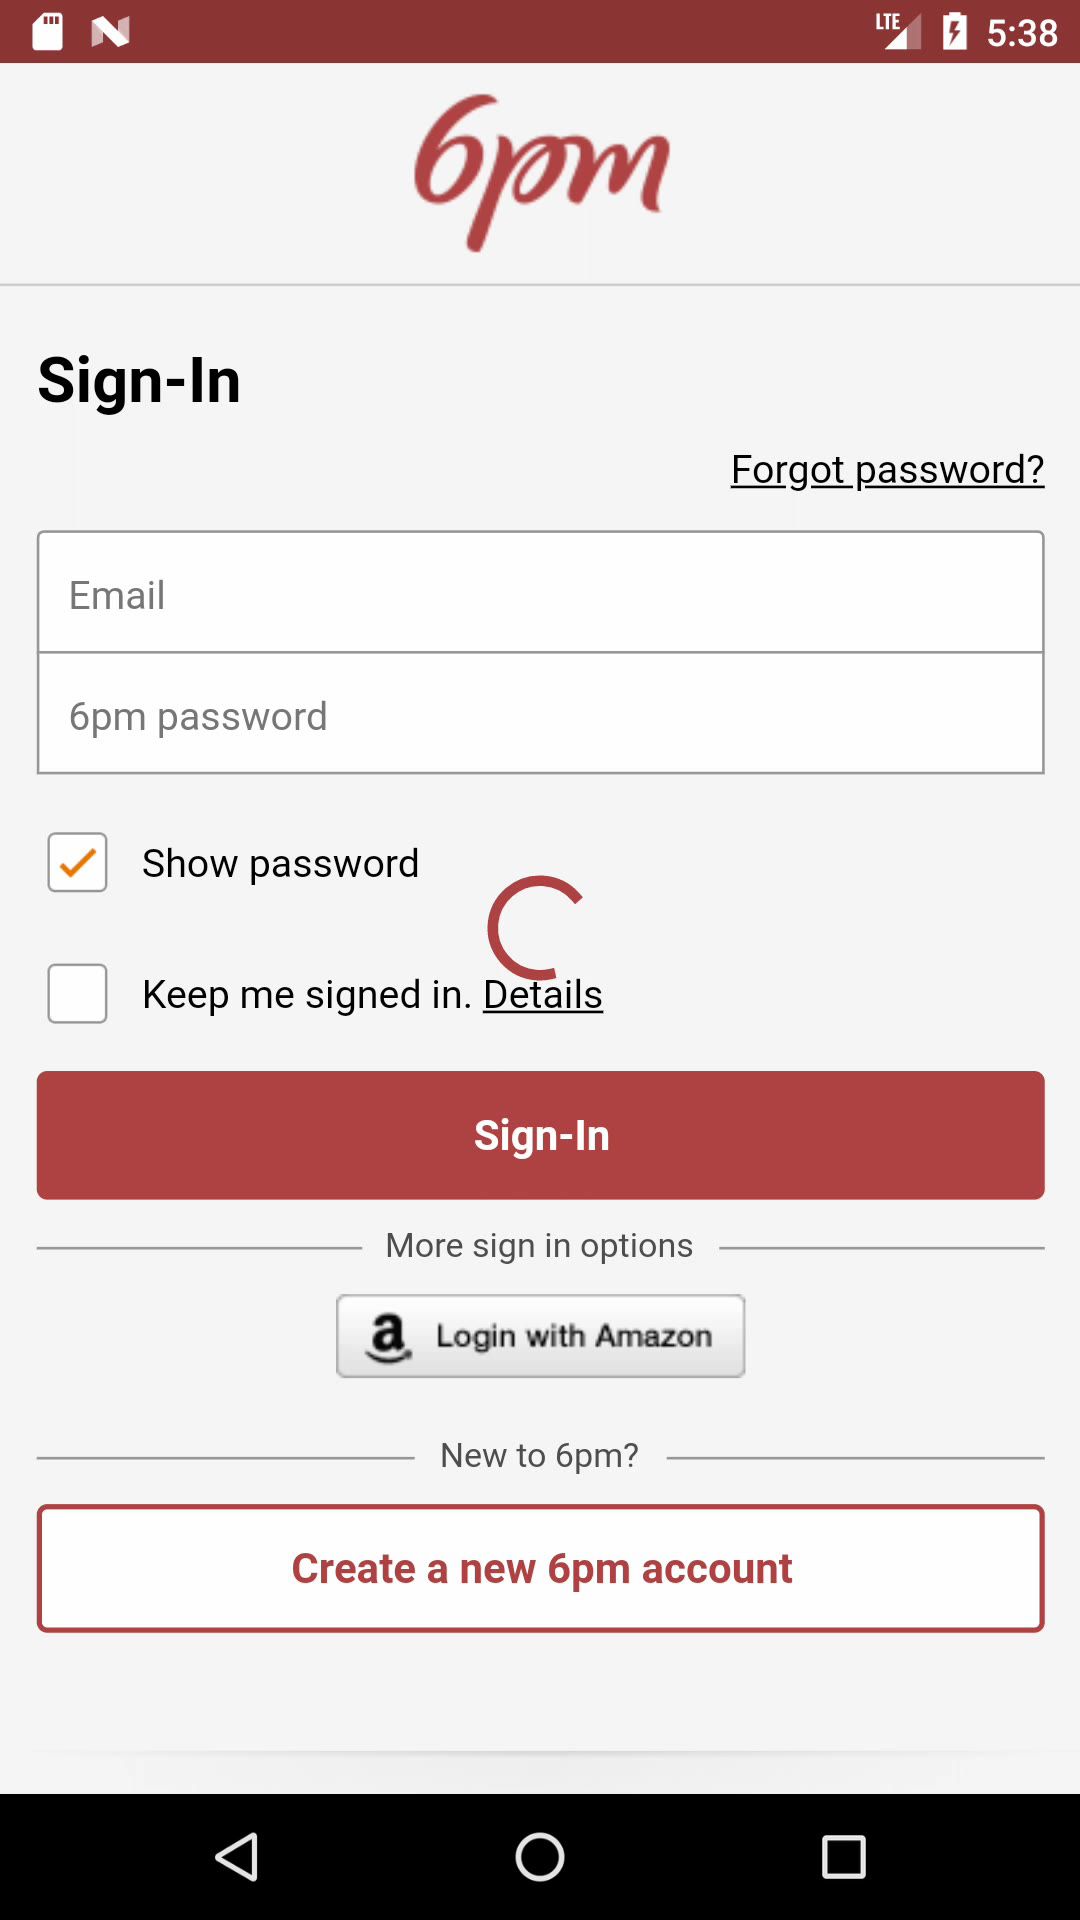 LTE 5:38
6pm
Sign-In
Forgot password?
Email
6pm password
Show password
Keep me signed in. Details
Sign-In
More sign in options
a Login with Amazon
New to 6pm?
Create a new 6pm account